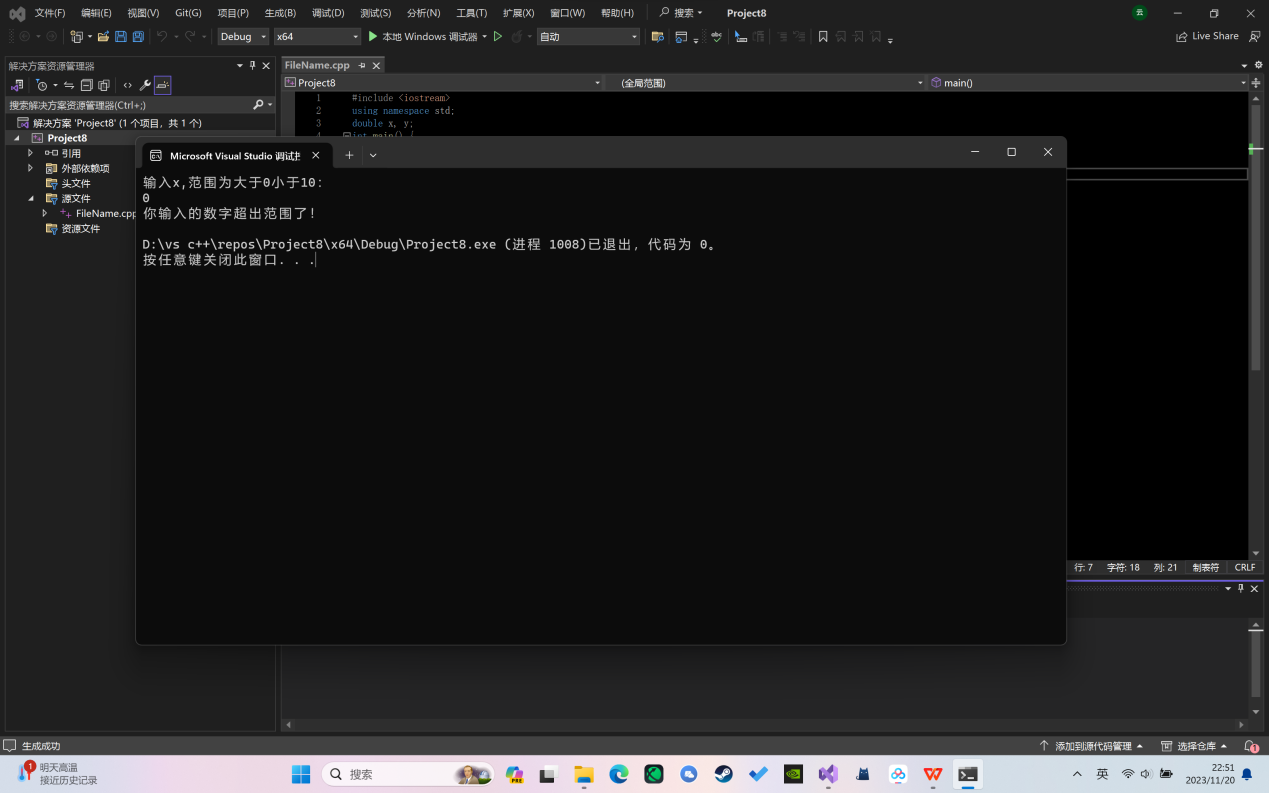 文件(F) 编辑(E) 视图(V) Git(G) 项目(P) 生成(B) 调试(D) 测试(S) 分析(N) 工具(T) 扩展(X) 窗口(W) 帮助(H) 搜索 Project8 云
Debug x64 本地 Windows 调试器 自动 Live Share
解决方案资源管理器
搜索解决方案资源管理器(Ctrl+;)
解决方案 'Project8' (1 个项目，共 1 个)
Project8
引用
外部依赖项
头文件
源文件
FileName.cpp
资源文件
FileName.cpp
Project8 (全局范围) main()
1 #include <iostream>
2 using namespace std;
3 double x, y;
4 int main() {
Microsoft Visual Studio 调试
输入x,范围为大于0小于10:
0
你输入的数字超出范围了!
D:\vs c++\repos\Project8\x64\Debug\Project8.exe (进程 1008)已退出，代码为 0。
按任意键关闭此窗口. . .
行: 7 字符: 18 列: 21 制表符 CRLF
生成成功 添加到源代码管理 选择仓库 1
1 明天高温
接近历史记录
搜索
PRE
英
22:51
2023/11/20